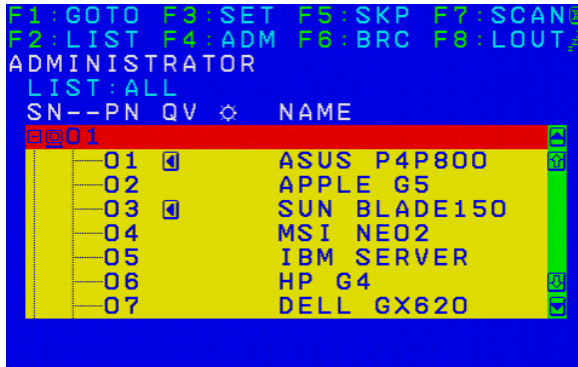 F1:GOTO F3:SET F5:SKP F7:SCAN
F2:LIST F4:ADM F6:BRC F8:LOUT
ADMINISTRATOR
LIST:ALL
SN--PN QV NAME
01
01 ASUS P4P800
02 APPLE G5
03 SUN BLADE150
04 MSI NEO2
05 IBM SERVER
06 HP G4
07 DELL GX620